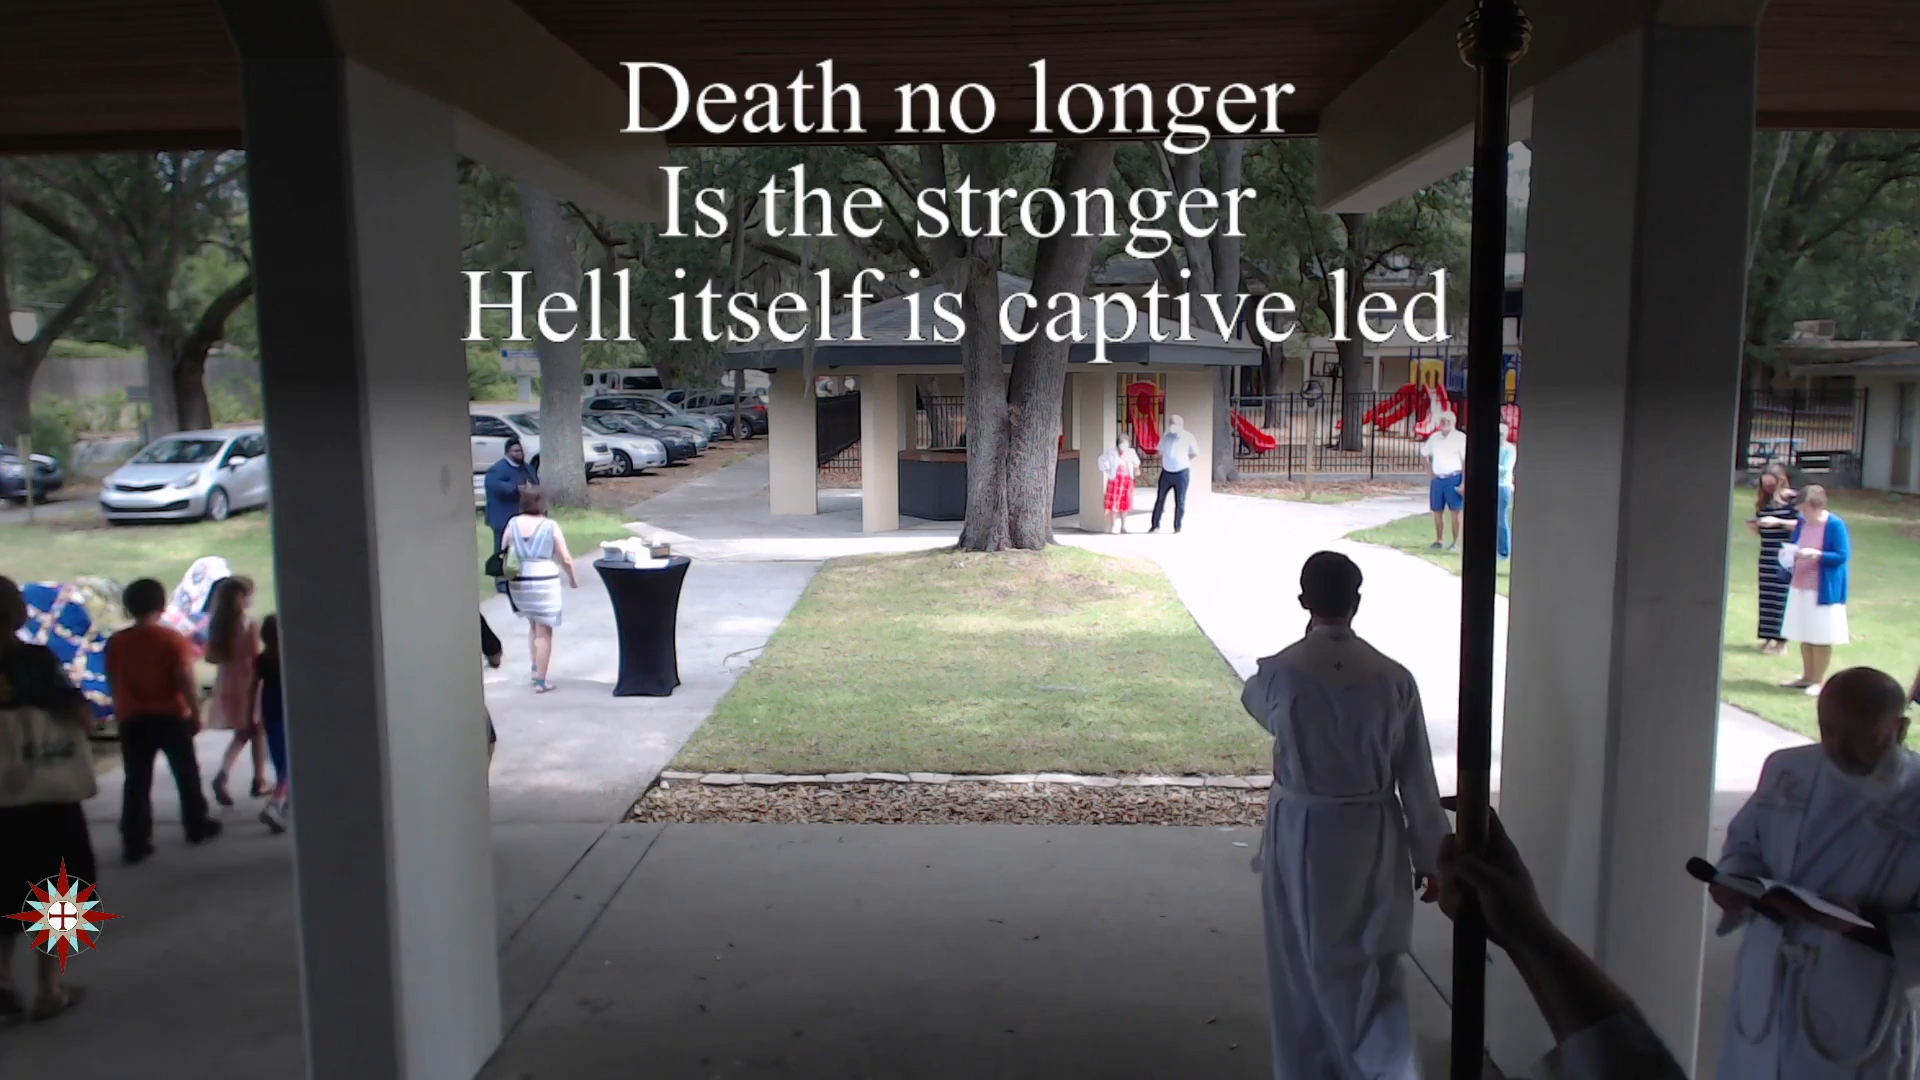 Death no longer
Is the stronger
Hell itself is captive led